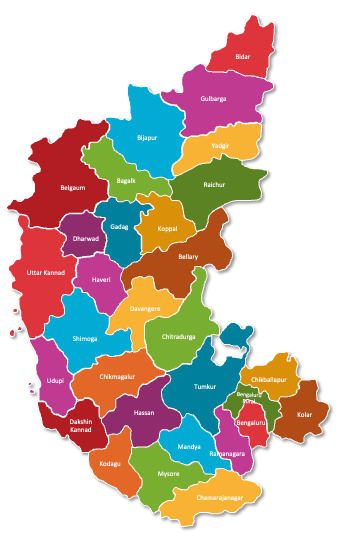 Bidar
Gulbarga
Yadgir
Bijapur
Raichur
Bagalk
Belgaum
Gadag
Koppal
Dharwad
Bellary
Uttar Kannad
Haveri
Davangere
Chitradurga
Shimoga
Chikmagalur
Udupi
Tumkur
Chikballapur
Bengaluru
Rural
Kolar
Hassan
Bengaluru
Dakshin
Kannad
Mandya
Ramanagara
Kodagu
Mysore
Chamarajanagar